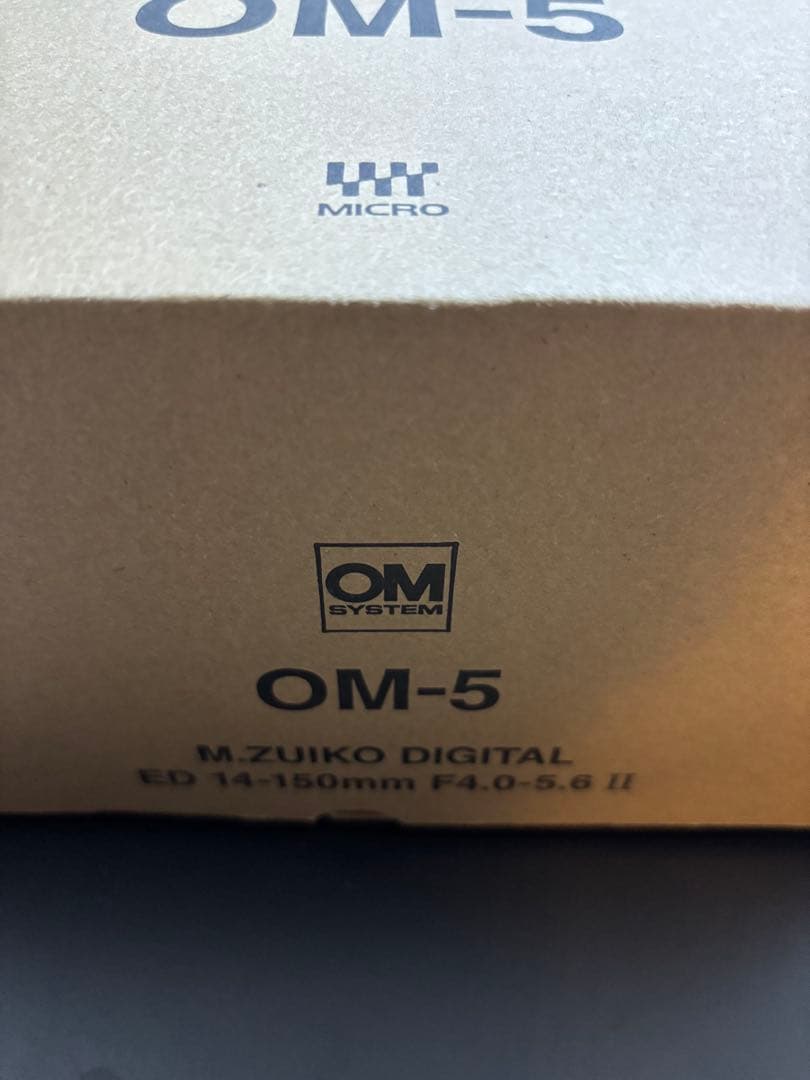 OM-5
MICRO
OM
SYSTEM
OM-5
M.ZUIKO DIGITAL
ED 14-150mm F4.0-5.6 II